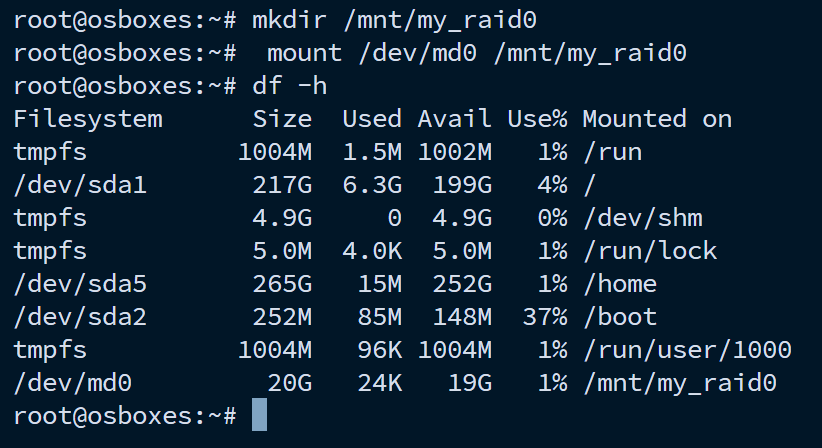 root@osboxes:~# mkdir /mnt/my_raid0
root@osboxes:~#  mount /dev/md0 /mnt/my_raid0
root@osboxes:~# df -h
Filesystem      Size  Used Avail Use% Mounted on
tmpfs          1004M  1.5M 1002M   1% /run
/dev/sda1       217G  6.3G  199G   4% /
tmpfs           4.9G     0  4.9G   0% /dev/shm
tmpfs           5.0M  4.0K  5.0M   1% /run/lock
/dev/sda5       265G   15M  252G   1% /home
/dev/sda2       252M   85M  148M  37% /boot
tmpfs          1004M   96K 1004M   1% /run/user/1000
/dev/md0         20G   24K   19G   1% /mnt/my_raid0
root@osboxes:~#